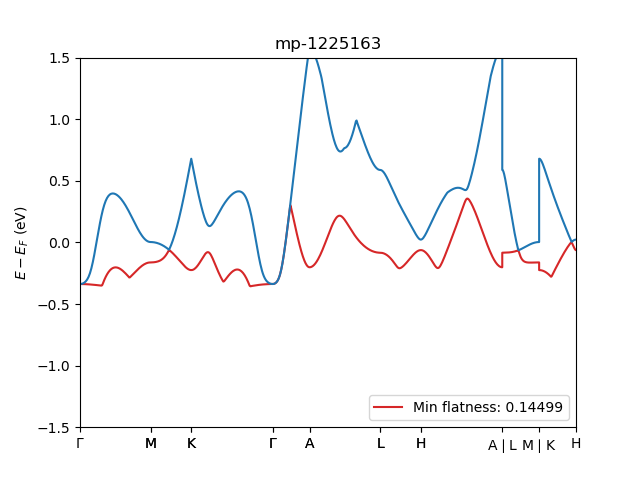 mp-1225163
E − E_F (eV)
1.5
1.0
0.5
0.0
−0.5
−1.0
−1.5
Min flatness: 0.14499
Γ M K Γ A L H A | L M | K H